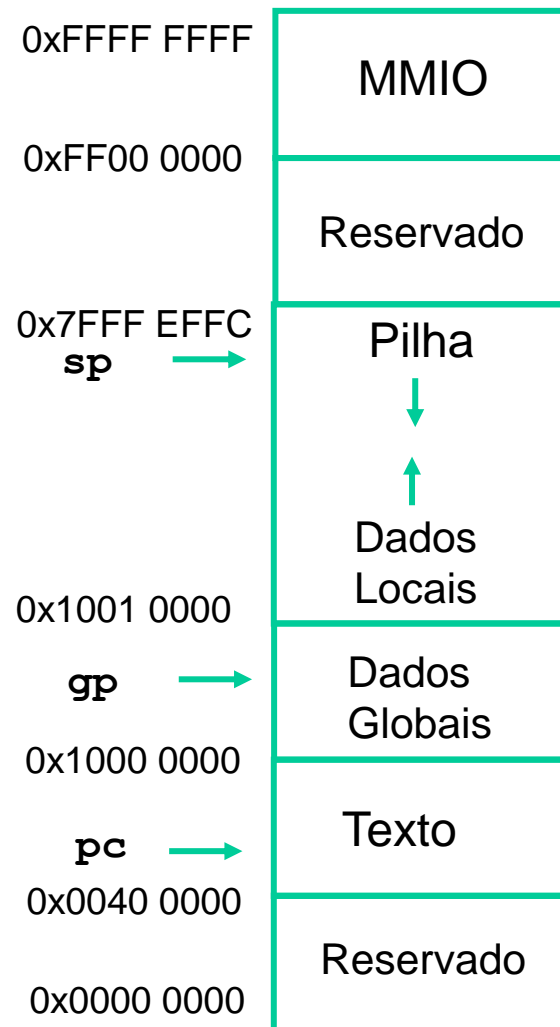 0xFFFF FFFF
MMIO
0xFF00 0000
Reservado
0x7FFF EFFC
Pilha
sp
Dados
Locais
0x1001 0000
Dados
gp
Globais
0x1000 0000
Texto
pc
0x0040 0000
Reservado
0x0000 0000